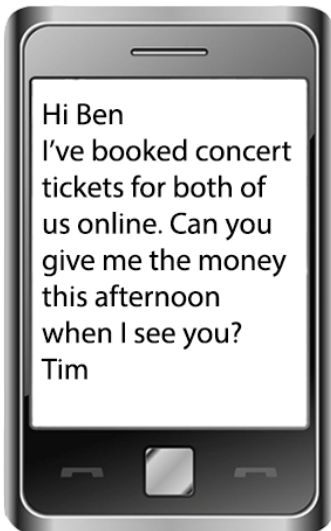 Hi Ben
I've booked concert
tickets for both of
us online. Can you
give me the money
this afternoon
when I see you?
Tim